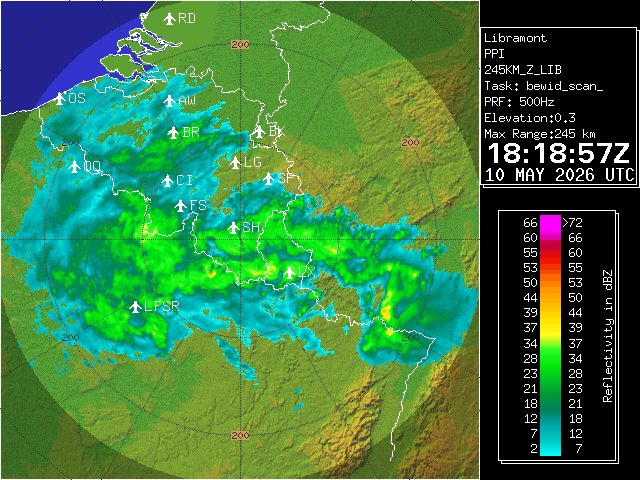 RD
200
OS
AW
BR
BK
200
QQ
LG
CI
SP
FS
SH
LX
LFSR
200
200
200
Libramont
PPI
245KM_Z_LIB
Task: bewid_scan_
PRF: 500Hz
Elevation:0.3
Max Range:245 km
18:18:57Z
10 MAY 2026 UTC
66 >72
60 66
55 60
53 55
50 53
44 50
39 44
37 39
34 37
28 34
23 28
21 23
18 21
12 18
7 12
2 7
Reflectivity in dBZ